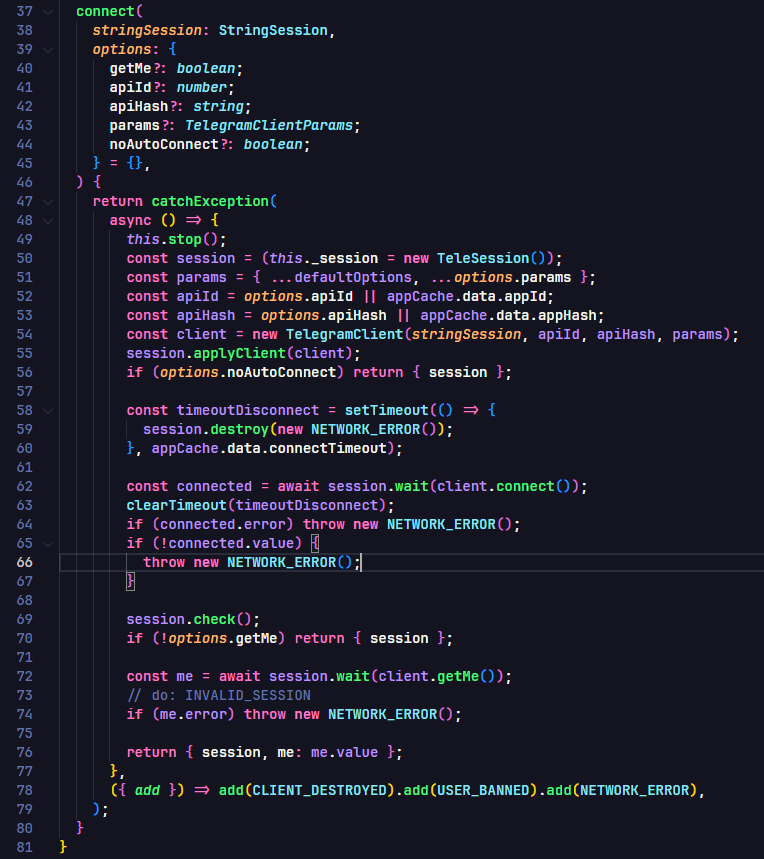 37 connect(
38 stringSession: StringSession,
39 options: {
40 getMe?: boolean;
41 apiId?: number;
42 apiHash?: string;
43 params?: TelegramClientParams;
44 noAutoConnect?: boolean;
45 } = {},
46 ) {
47 return catchException(
48 async () => {
49 this.stop();
50 const session = (this._session = new TeleSession());
51 const params = { ...defaultOptions, ...options.params };
52 const apiId = options.apiId || appCache.data.appId;
53 const apiHash = options.apiHash || appCache.data.appHash;
54 const client = new TelegramClient(stringSession, apiId, apiHash, params);
55 session.applyClient(client);
56 if (options.noAutoConnect) return { session };
57
58 const timeoutDisconnect = setTimeout(() => {
59 session.destroy(new NETWORK_ERROR());
60 }, appCache.data.connectTimeout);
61
62 const connected = await session.wait(client.connect());
63 clearTimeout(timeoutDisconnect);
64 if (connected.error) throw new NETWORK_ERROR();
65 if (!connected.value) {
66 throw new NETWORK_ERROR();
67 }
68
69 session.check();
70 if (!options.getMe) return { session };
71
72 const me = await session.wait(client.getMe());
73 // do: INVALID_SESSION
74 if (me.error) throw new NETWORK_ERROR();
75
76 return { session, me: me.value };
77 },
78 ({ add }) => add(CLIENT_DESTROYED).add(USER_BANNED).add(NETWORK_ERROR),
79 );
80 }
81 }